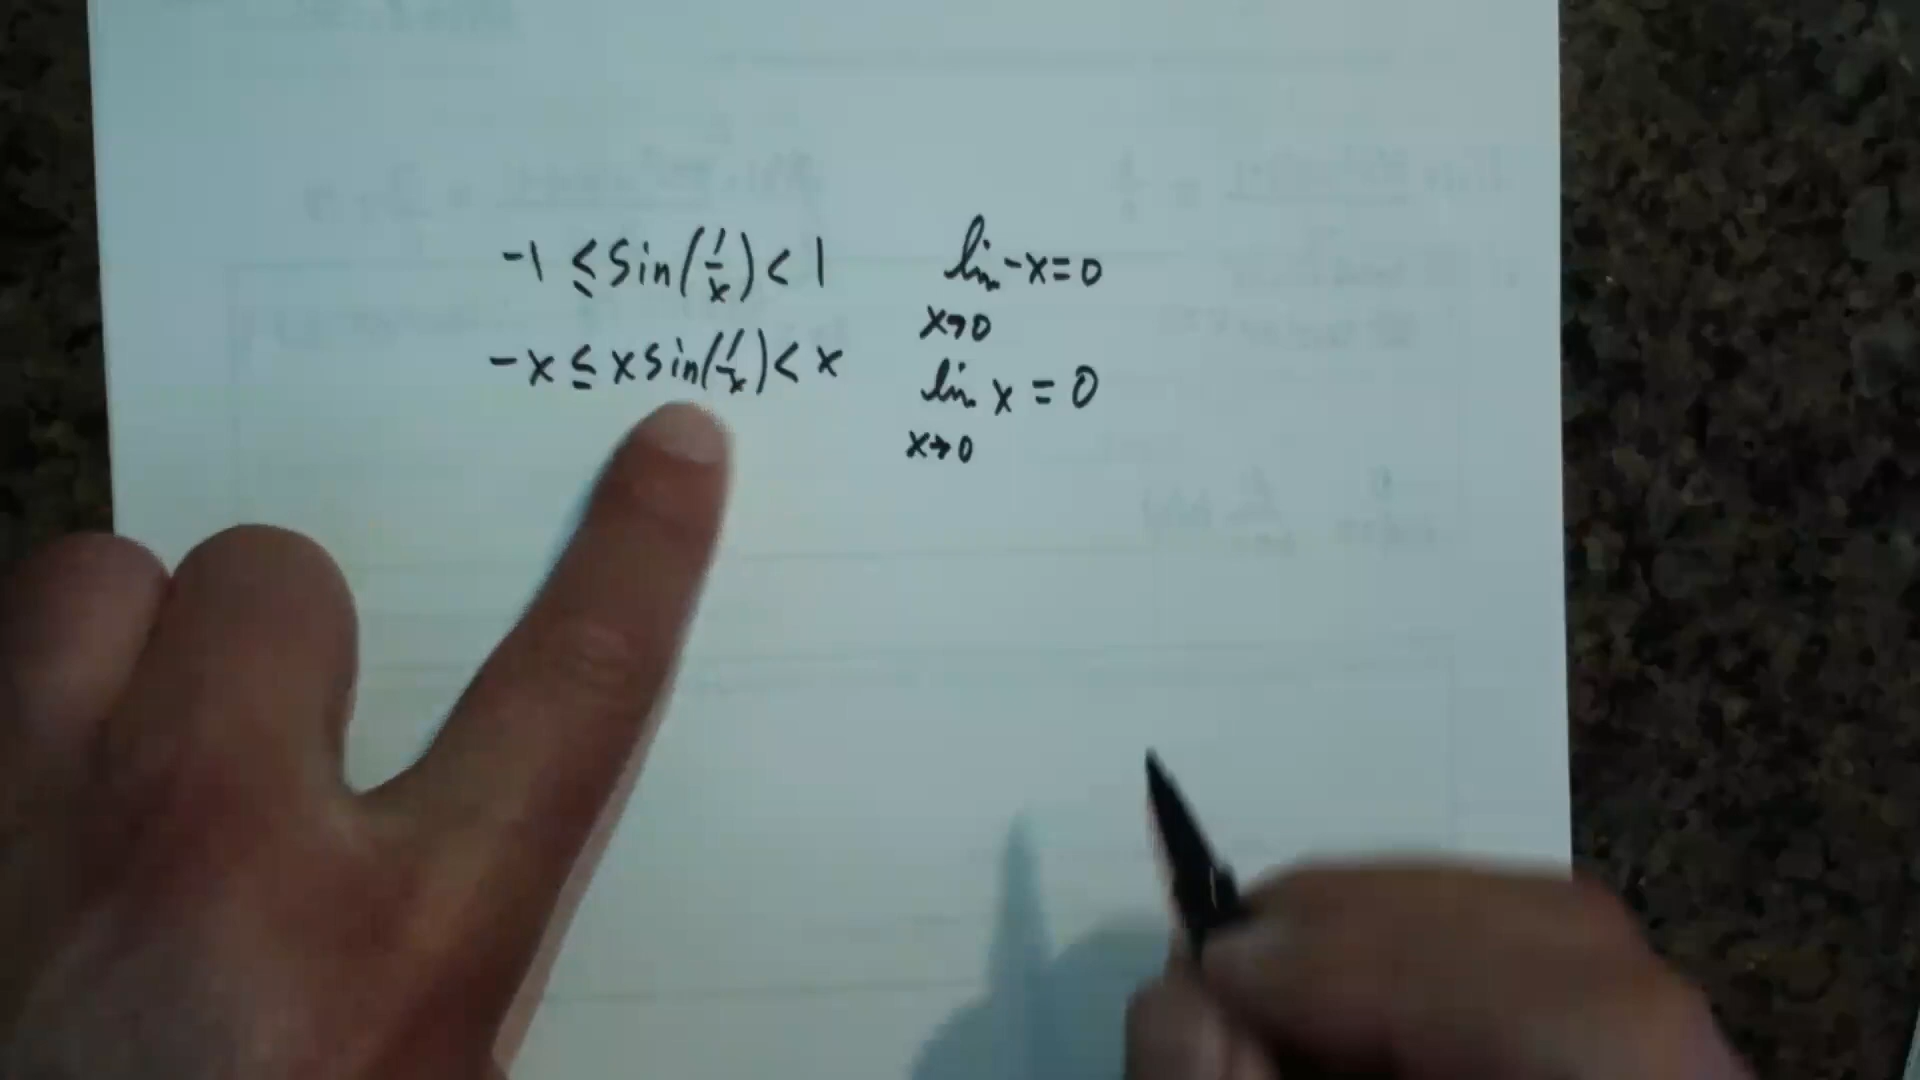 -1 ≤ Sin(1/x) < 1
-x ≤ x sin(1/x) < x
lim -x = 0
x→0
lim x = 0
x→0